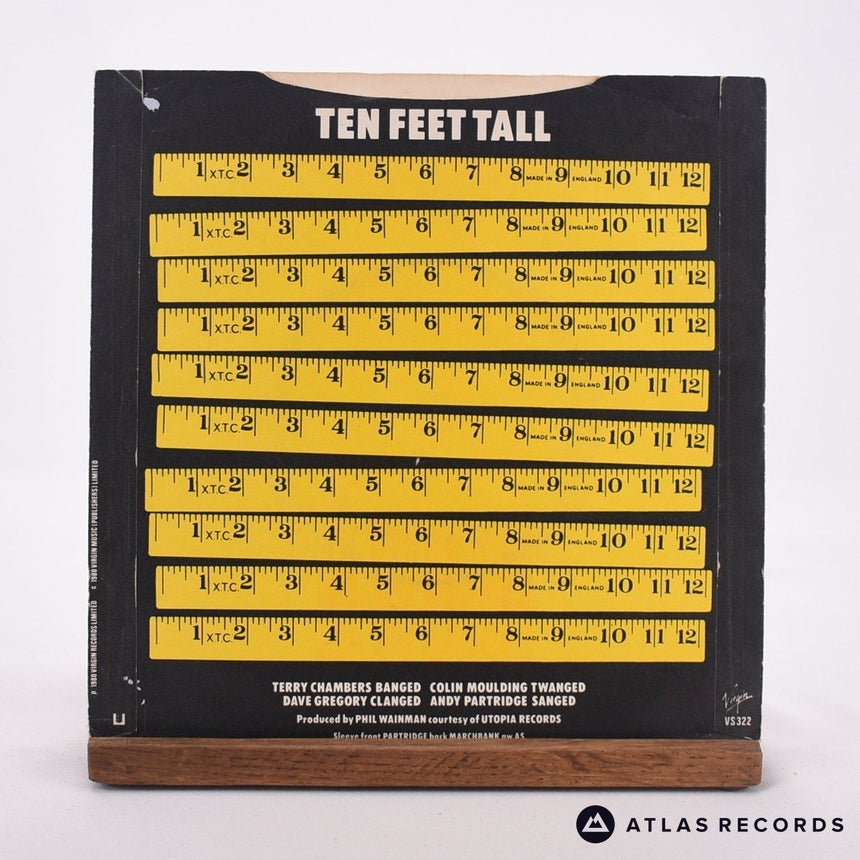 TEN FEET TALL
1 X.T.C. 2 3 4 5 6 7 8 MADE IN 9 ENGLAND 10 11 12
1 X.T.C. 2 3 4 5 6 7 8 MADE IN 9 ENGLAND 10 11 12
1 X.T.C. 2 3 4 5 6 7 8 MADE IN 9 ENGLAND 10 11 12
1 X.T.C. 2 3 4 5 6 7 8 MADE IN 9 ENGLAND 10 11 12
1 X.T.C. 2 3 4 5 6 7 8 MADE IN 9 ENGLAND 10 11 12
1 X.T.C. 2 3 4 5 6 7 8 MADE IN 9 ENGLAND 10 11 12
1 X.T.C. 2 3 4 5 6 7 8 MADE IN 9 ENGLAND 10 11 12
1 X.T.C. 2 3 4 5 6 7 8 MADE IN 9 ENGLAND 10 11 12
1 X.T.C. 2 3 4 5 6 7 8 MADE IN 9 ENGLAND 10 11 12
1 X.T.C. 2 3 4 5 6 7 8 MADE IN 9 ENGLAND 10 11 12
P 1980 VIRGIN RECORDS LIMITED C 1980 VIRGIN MUSIC (PUBLISHERS) LIMITED
TERRY CHAMBERS BANGED COLIN MOULDING TWANGED
DAVE GREGORY CLANGED ANDY PARTRIDGE SANGED
Produced by PHIL WAINMAN courtesy of UTOPIA RECORDS
Sleeve front PARTRIDGE back MARCHBANK aw AS
U
Virgin
VS322
ATLAS RECORDS